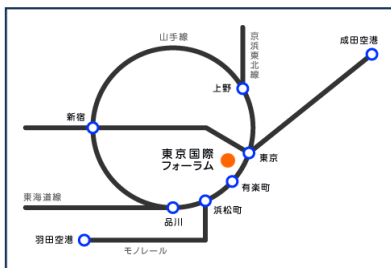 山手線
京浜東北線
成田空港
上野
新宿
東京国際
フォーラム
東京
有楽町
東海道線
浜松町
品川
羽田空港
モノレール